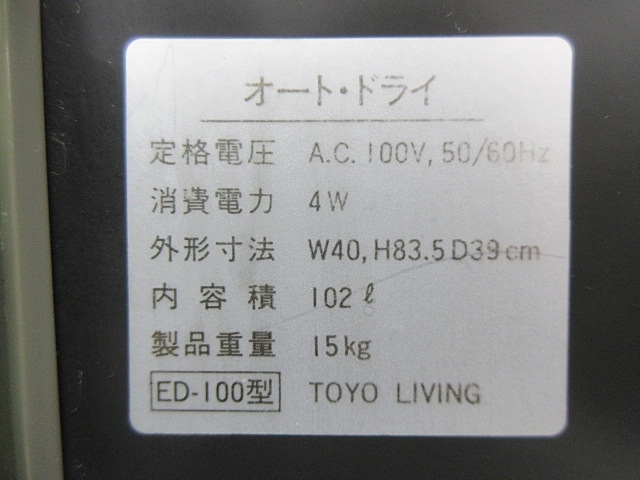 オート・ドライ
定格電圧 A.C. 100V, 50/60Hz
消費電力 4W
外形寸法 W40, H83.5 D39cm
内容積 102ℓ
製品重量 15kg
ED-100型 TOYO LIVING